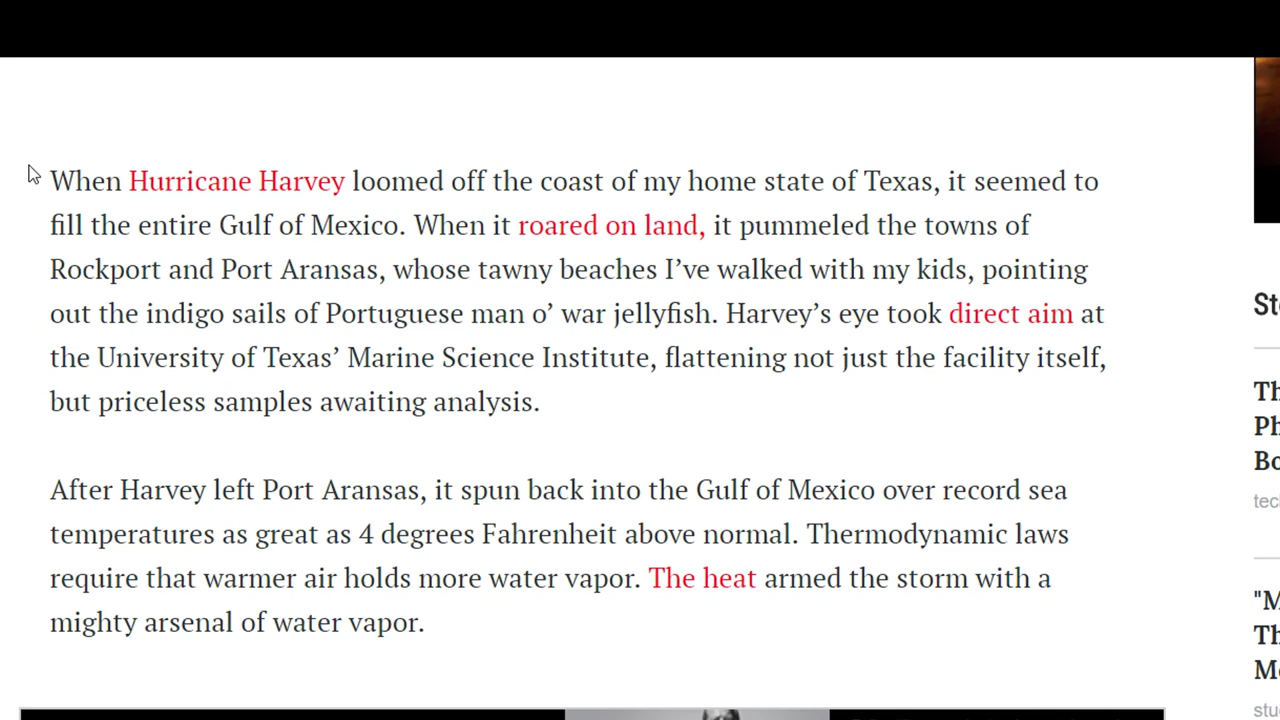 When Hurricane Harvey loomed off the coast of my home state of Texas, it seemed to
fill the entire Gulf of Mexico. When it roared on land, it pummeled the towns of
Rockport and Port Aransas, whose tawny beaches I’ve walked with my kids, pointing
out the indigo sails of Portuguese man o’ war jellyfish. Harvey’s eye took direct aim at
the University of Texas’ Marine Science Institute, flattening not just the facility itself,
but priceless samples awaiting analysis.
After Harvey left Port Aransas, it spun back into the Gulf of Mexico over record sea
temperatures as great as 4 degrees Fahrenheit above normal. Thermodynamic laws
require that warmer air holds more water vapor. The heat armed the storm with a
mighty arsenal of water vapor.